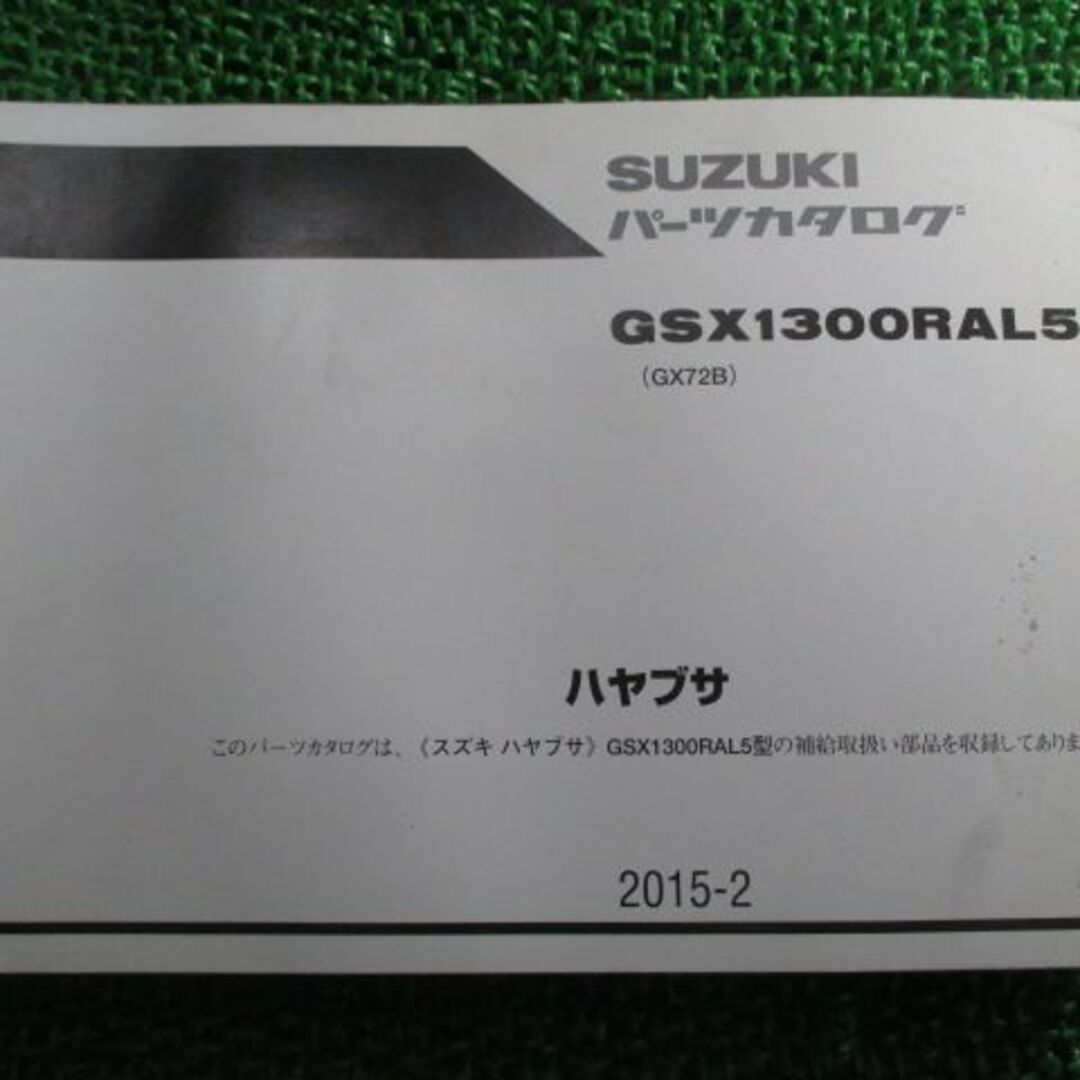 SUZUKI
パーツカタログ
GSX1300RAL5
(GX72B)
ハヤブサ
このパーツカタログは、《スズキ ハヤブサ》GSX1300RAL5型の補給取扱い部品を収録してありま
2015-2